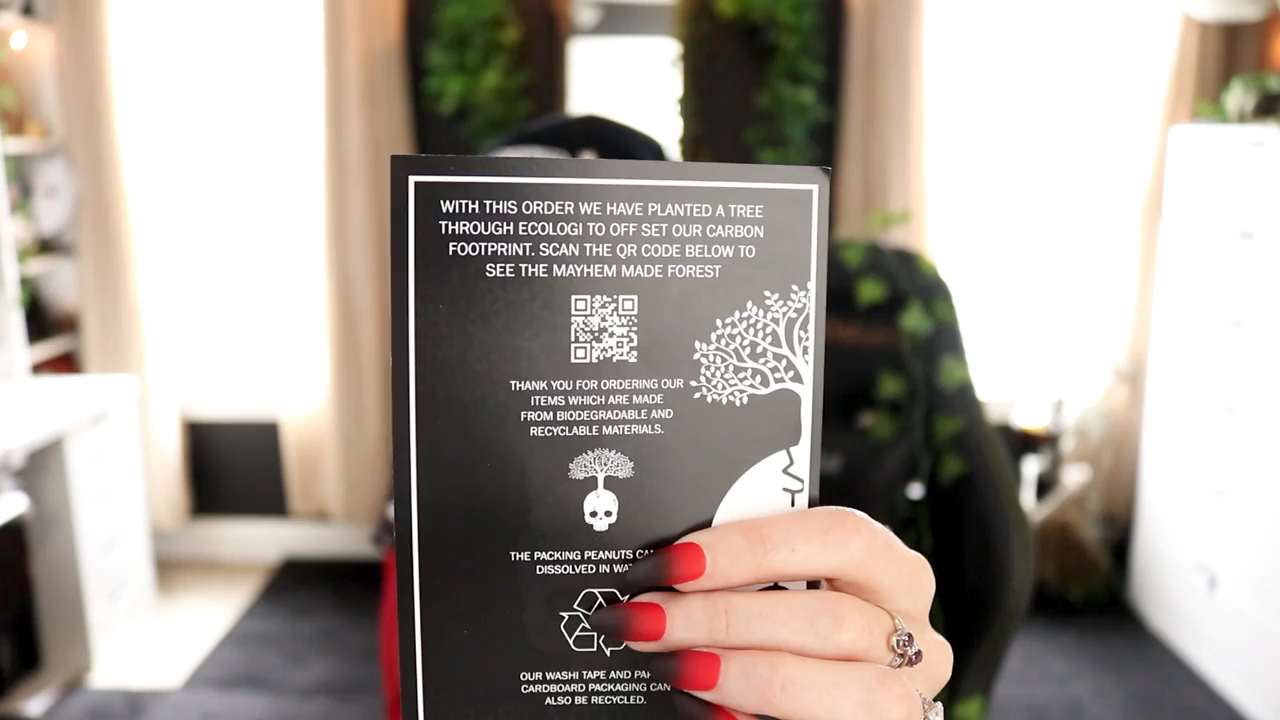 WITH THIS ORDER WE HAVE PLANTED A TREE
THROUGH ECOLOGI TO OFF SET OUR CARBON
FOOTPRINT. SCAN THE QR CODE BELOW TO
SEE THE MAYHEM MADE FOREST
THANK YOU FOR ORDERING OUR
ITEMS WHICH ARE MADE
FROM BIODEGRADABLE AND
RECYCLABLE MATERIALS.
THE PACKING PEANUTS
DISSOLVED IN
OUR WASHI TAPE AND
CARDBOARD PACKAGING CAN
ALSO BE RECYCLED.